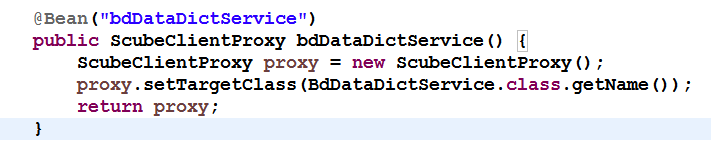 @Bean("bdDataDictService")
public ScubeClientProxy bdDataDictService() {
    ScubeClientProxy proxy = new ScubeClientProxy();
    proxy.setTargetClass(BdDataDictService.class.getName());
    return proxy;
}